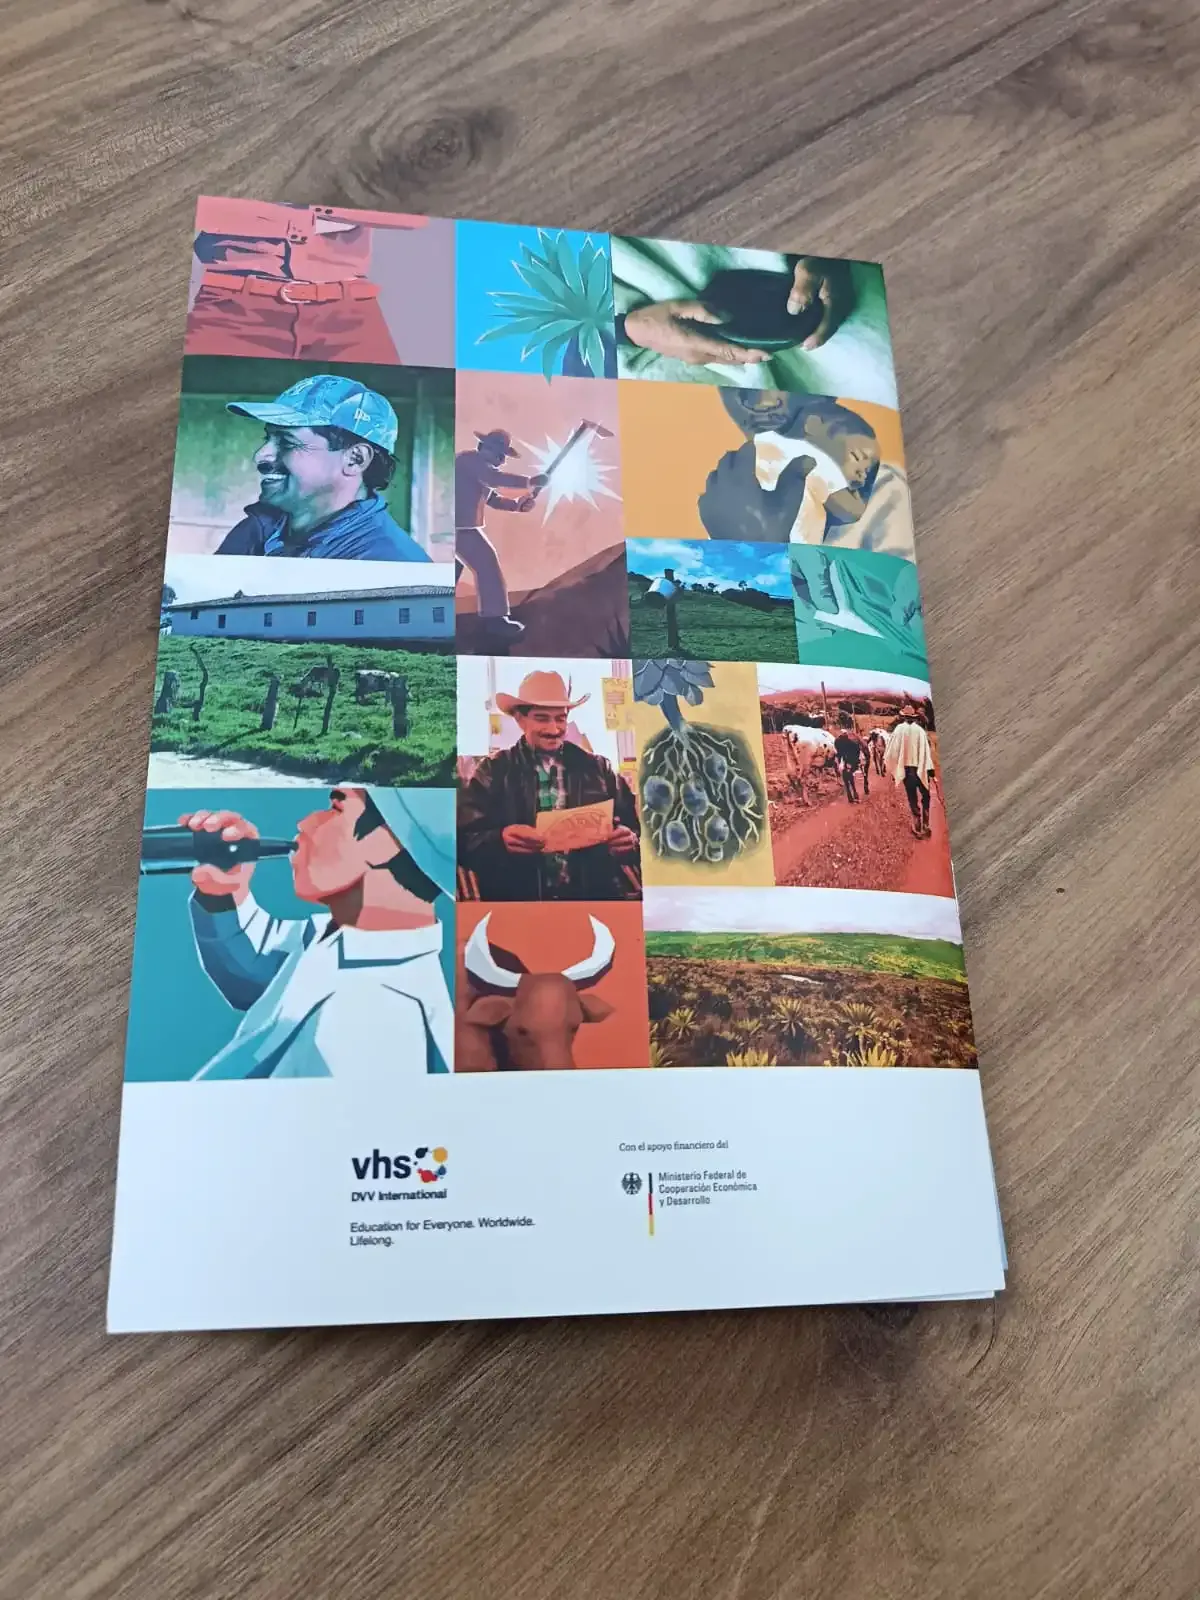 vhs
DVV International
Education for Everyone. Worldwide.
Lifelong.
Con el apoyo financiero del
Ministerio Federal de
Cooperación Económica
y Desarrollo